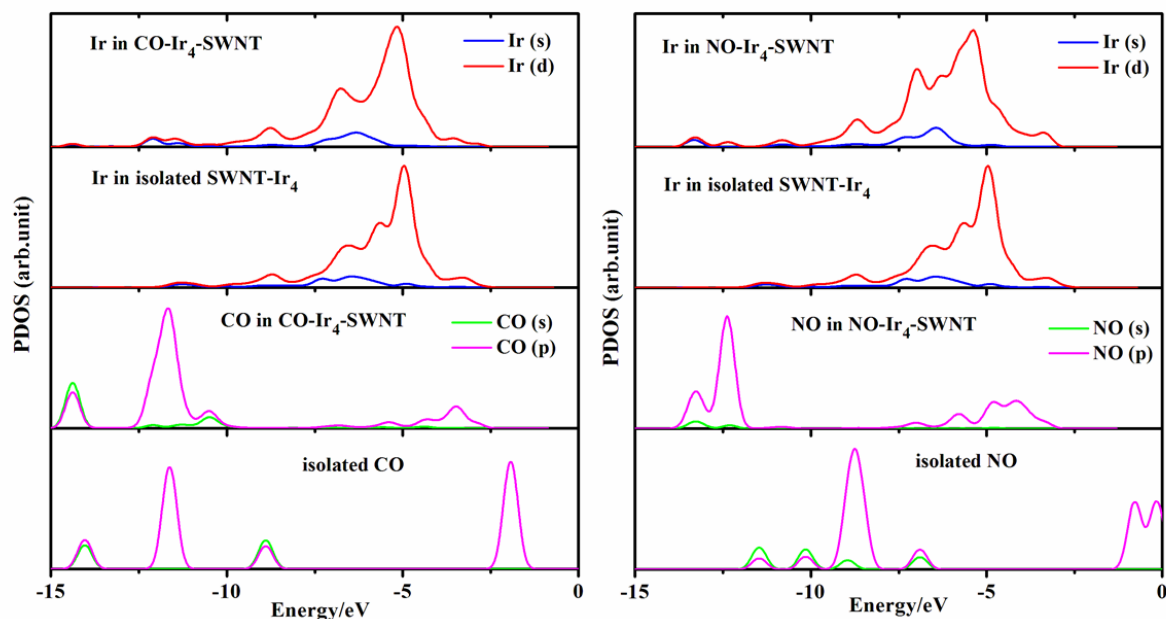 PDOS (arb.unit)
Ir in CO-Ir₄-SWNT
Ir (s)
Ir (d)
Ir in isolated SWNT-Ir₄
CO in CO-Ir₄-SWNT
CO (s)
CO (p)
isolated CO
-15 -10 -5 0
Energy/eV
PDOS (arb.unit)
Ir in NO-Ir₄-SWNT
Ir (s)
Ir (d)
Ir in isolated SWNT-Ir₄
NO in NO-Ir₄-SWNT
NO (s)
NO (p)
isolated NO
-15 -10 -5 0
Energy/eV